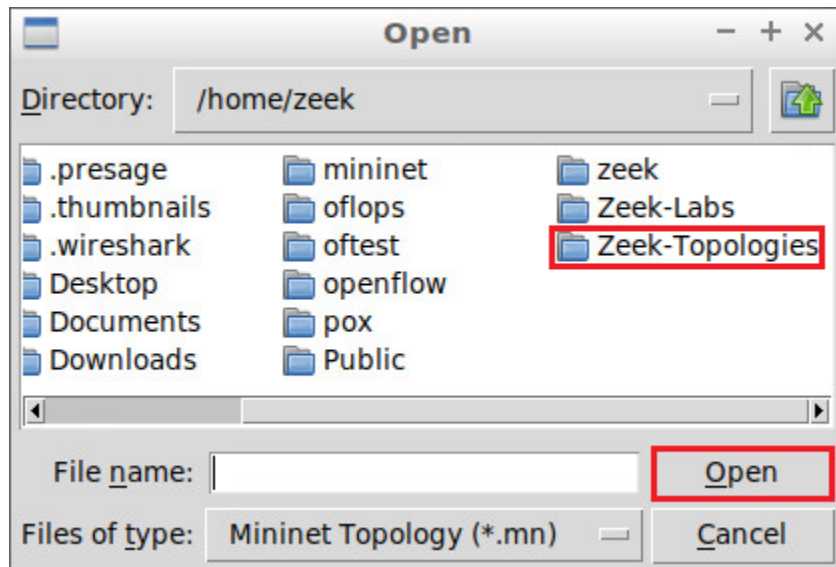 Open
Directory: /home/zeek
.presage mininet zeek
.thumbnails oflops Zeek-Labs
.wireshark oftest Zeek-Topologies
Desktop openflow
Documents pox
Downloads Public
File name: Open
Files of type: Mininet Topology (*.mn) Cancel